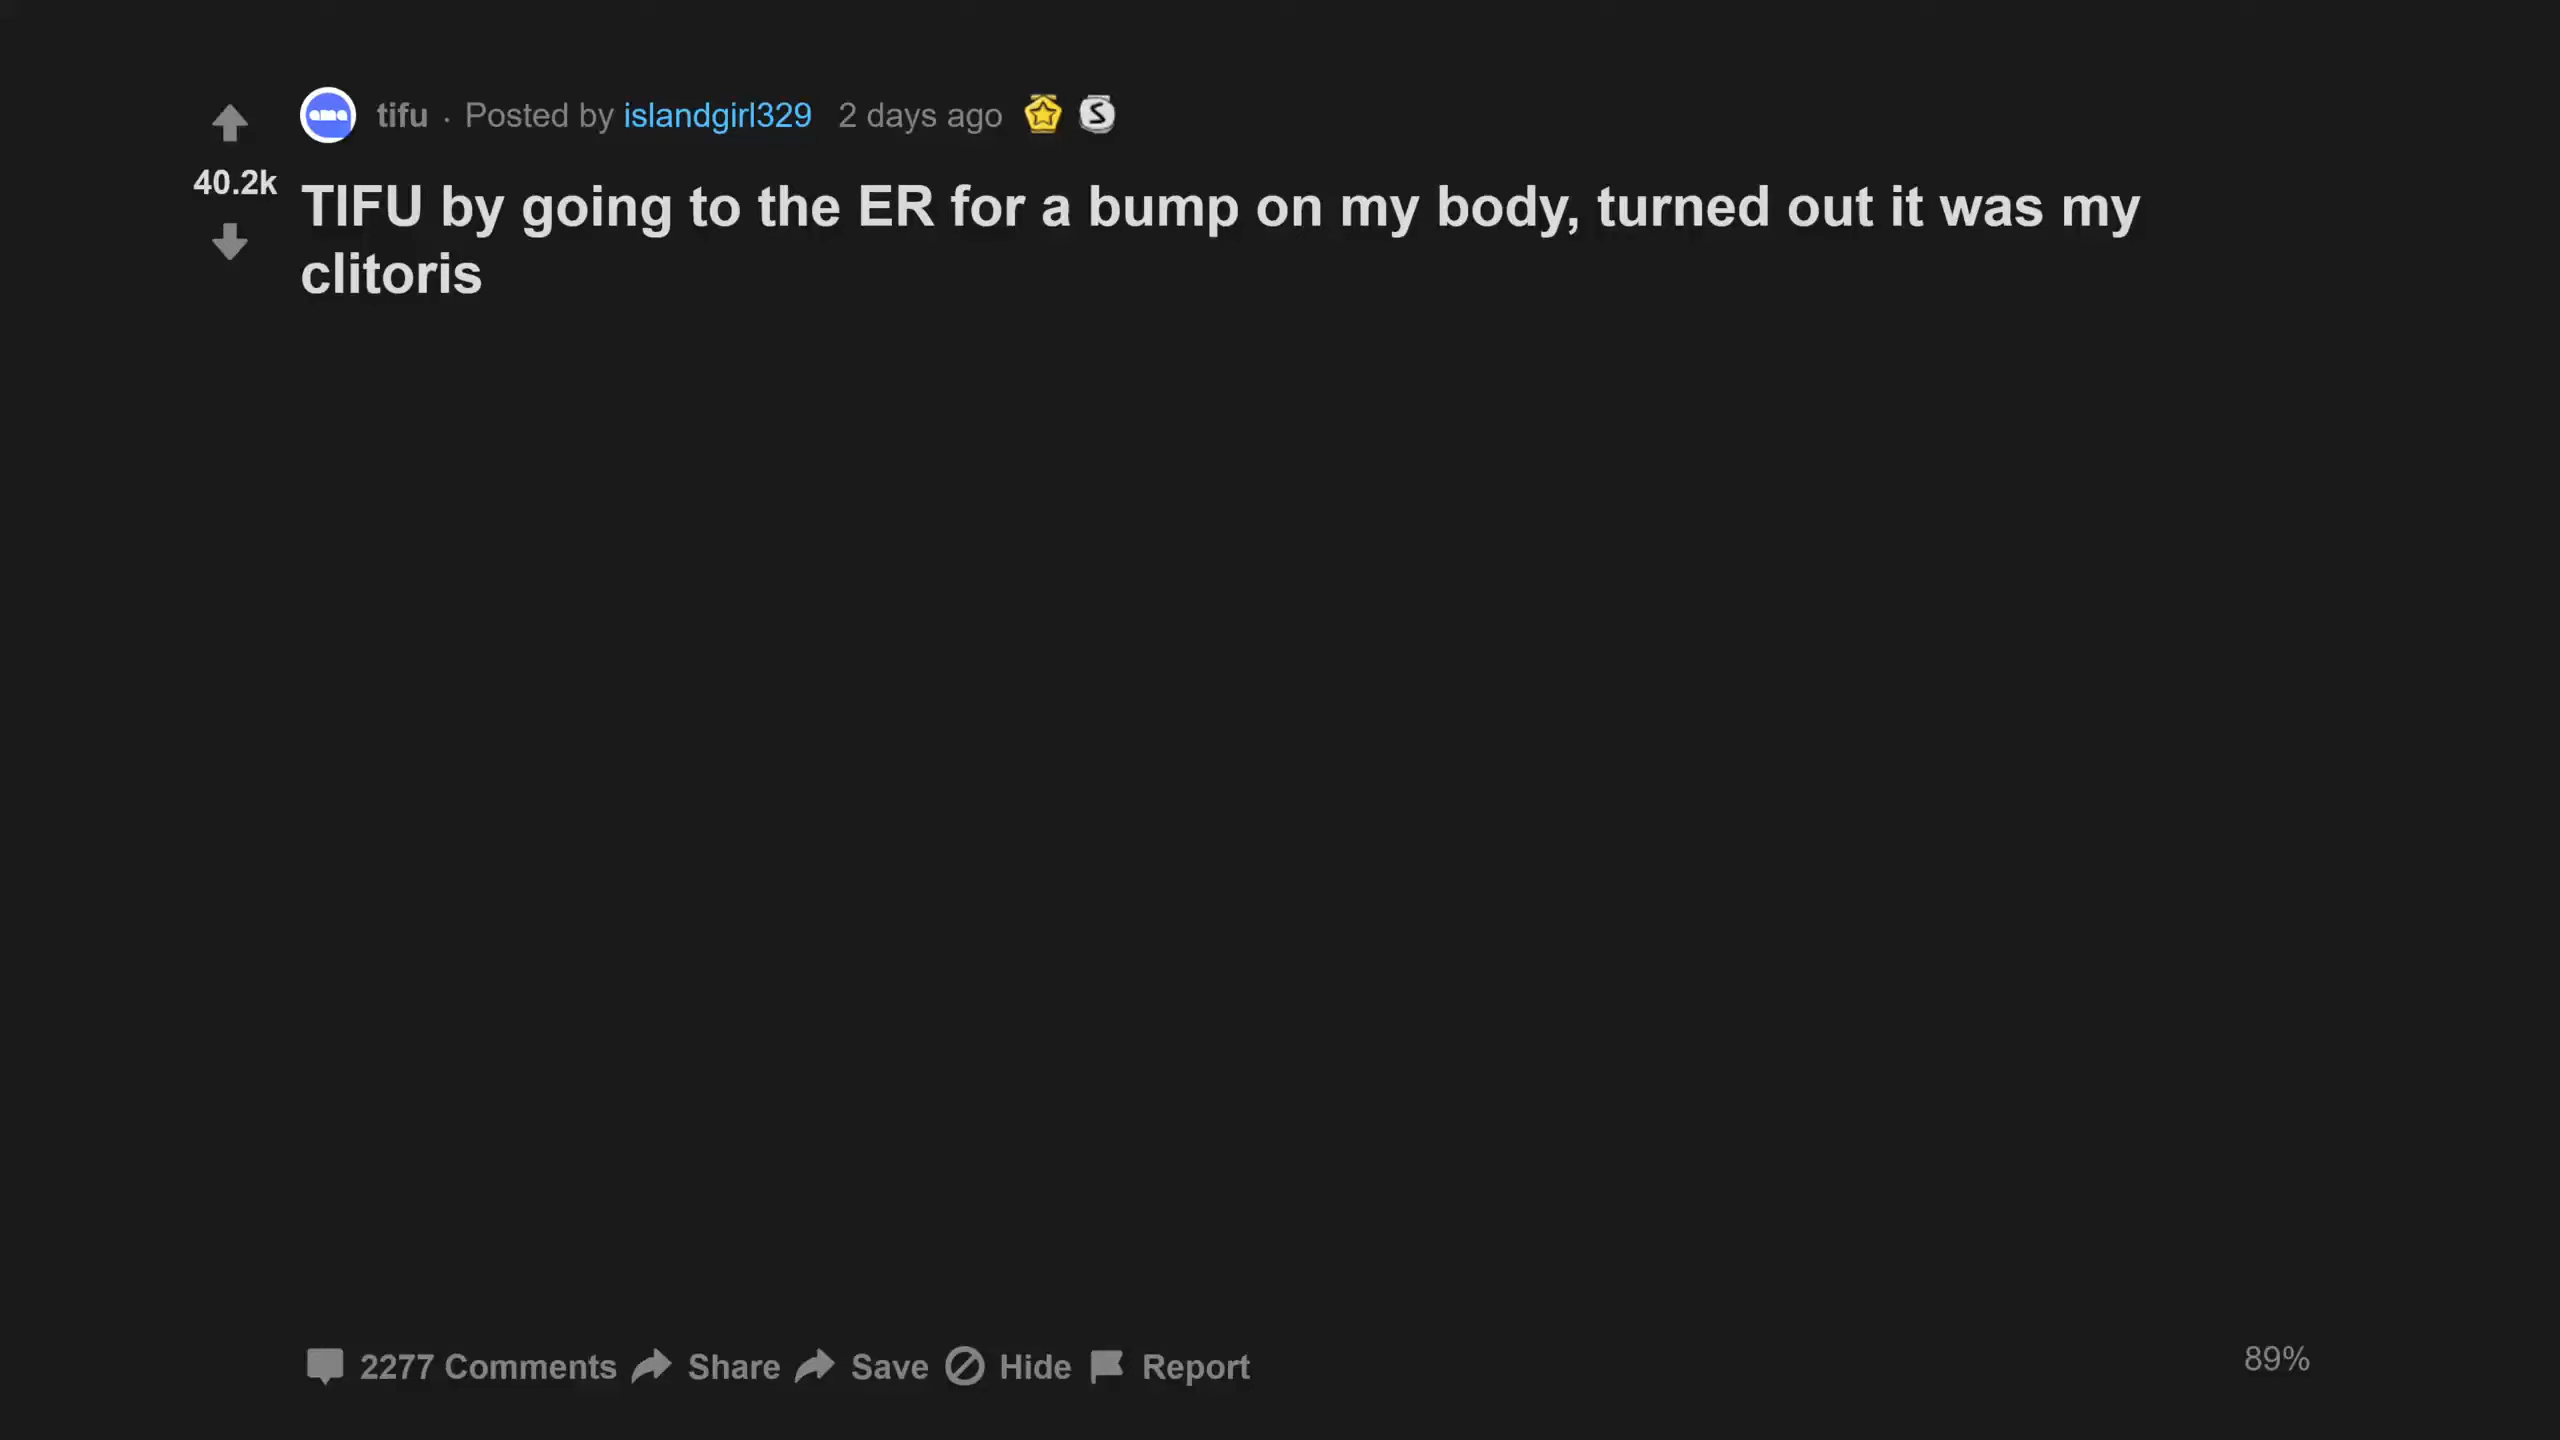 tifu · Posted by islandgirl329 2 days ago
40.2k
TIFU by going to the ER for a bump on my body, turned out it was my
clitoris
2277 Comments Share Save Hide Report
89%